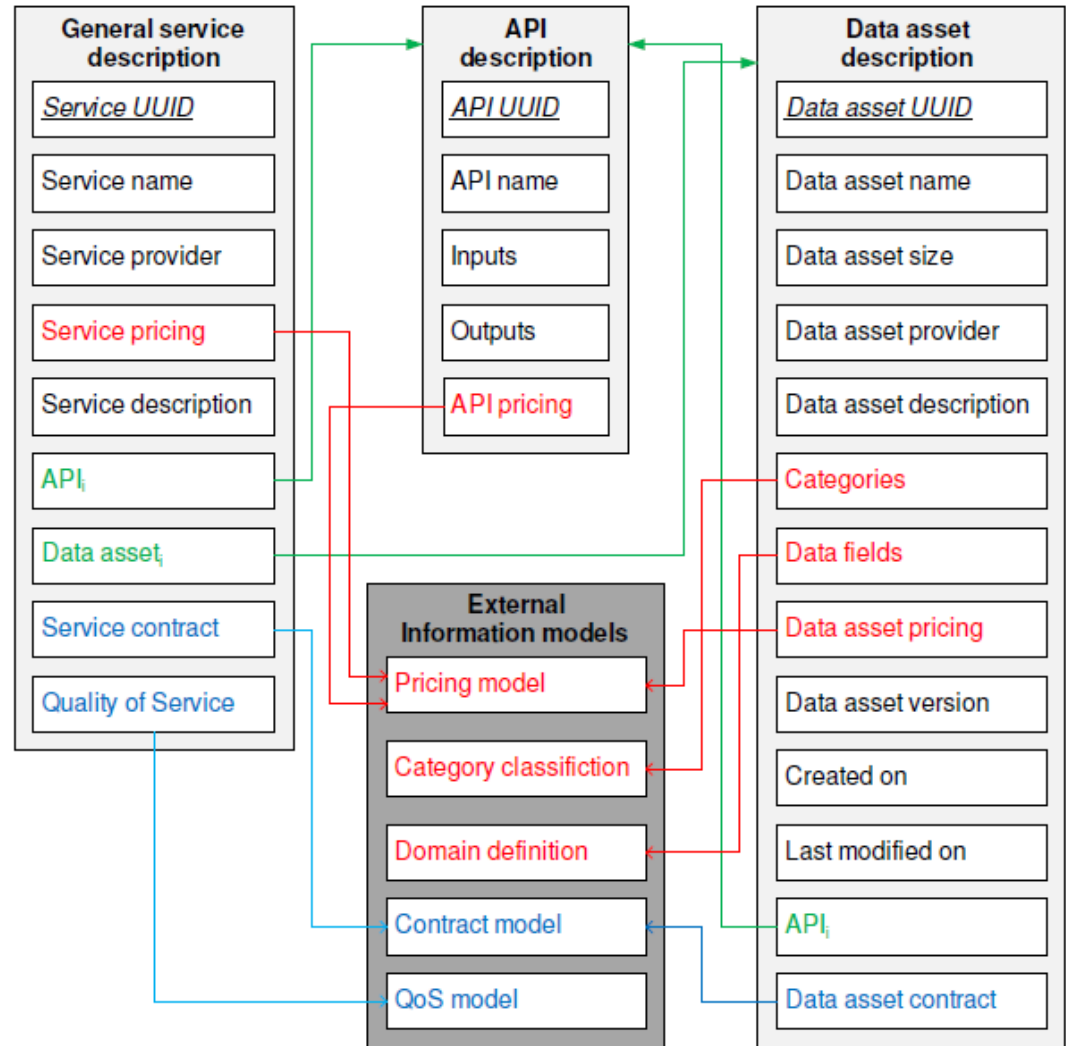 General service
description
Service UUID
Service name
Service provider
Service pricing
Service description
APIi
Data asseti
Service contract
Quality of Service
API
description
API UUID
API name
Inputs
Outputs
API pricing
External
Information models
Pricing model
Category classifiction
Domain definition
Contract model
QoS model
Data asset
description
Data asset UUID
Data asset name
Data asset size
Data asset provider
Data asset description
Categories
Data fields
Data asset pricing
Data asset version
Created on
Last modified on
APIi
Data asset contract